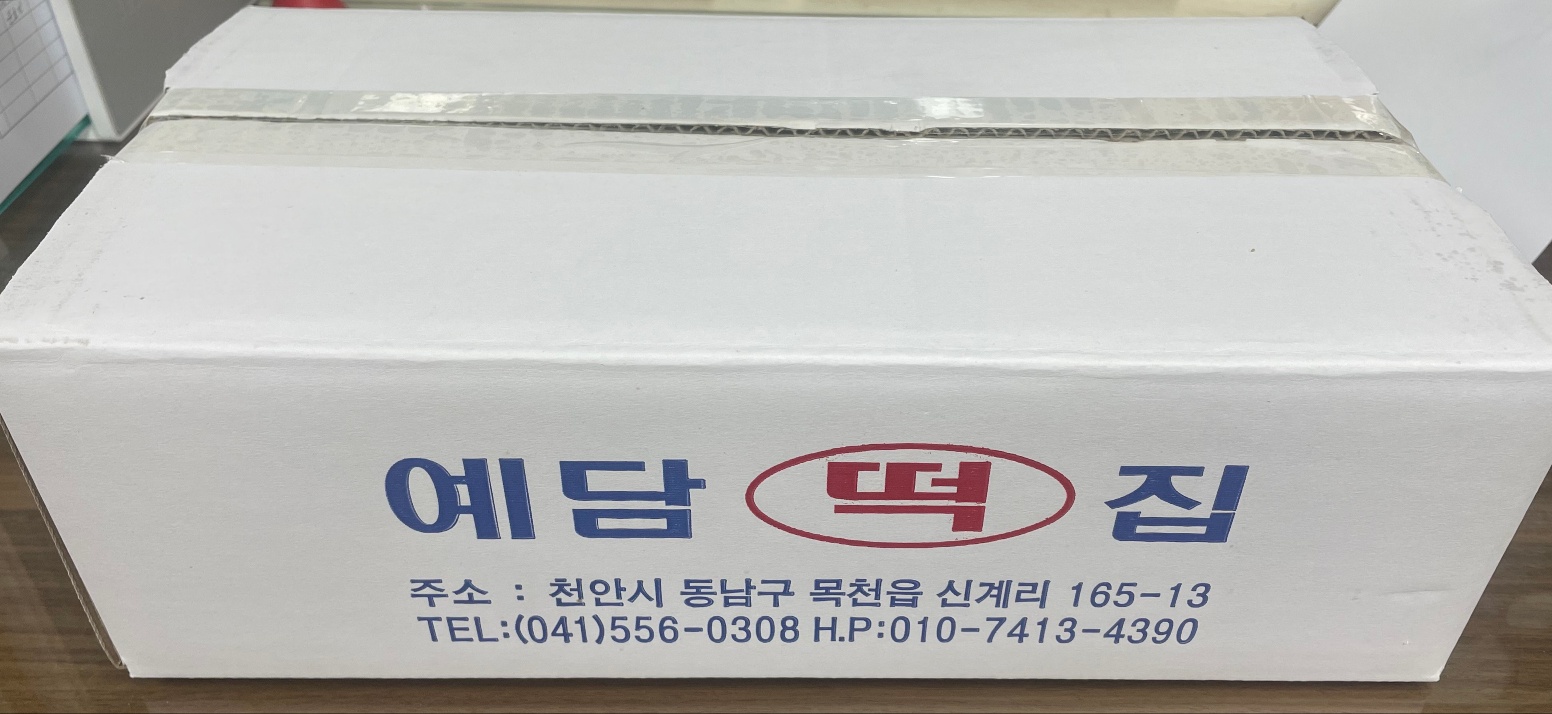 예담 떡 집
주소 : 천안시 동남구 목천읍 신계리 165-13
TEL:(041)556-0308 H.P:010-7413-4390